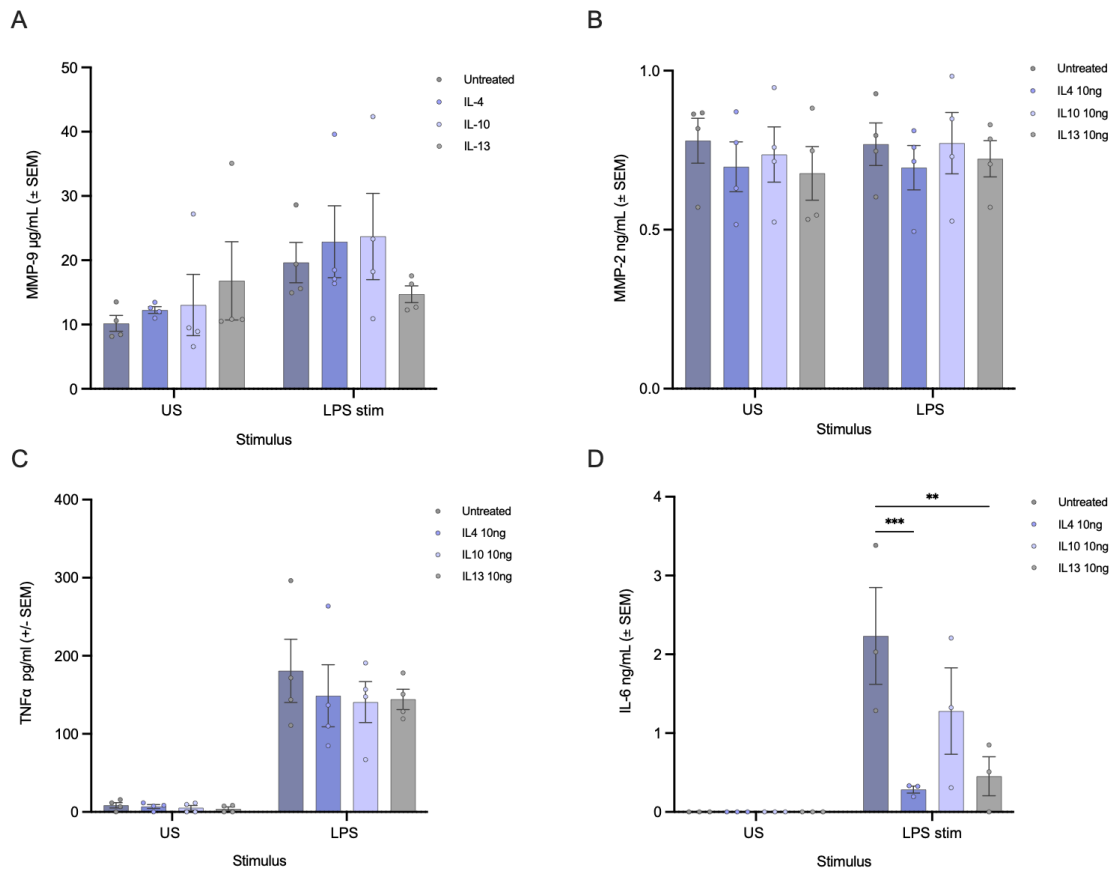 A
MMP-9 µg/mL (± SEM)
50
40
30
20
10
0
US
LPS stim
Stimulus
Untreated
IL-4
IL-10
IL-13
B
MMP-2 ng/mL (± SEM)
1.0
0.5
0.0
US
LPS
Stimulus
Untreated
IL4 10ng
IL10 10ng
IL13 10ng
C
TNFα pg/ml (+/- SEM)
400
300
200
100
0
US
LPS
Stimulus
Untreated
IL4 10ng
IL10 10ng
IL13 10ng
D
IL-6 ng/mL (± SEM)
4
3
2
1
0
**
***
US
LPS stim
Stimulus
Untreated
IL4 10ng
IL10 10ng
IL13 10ng